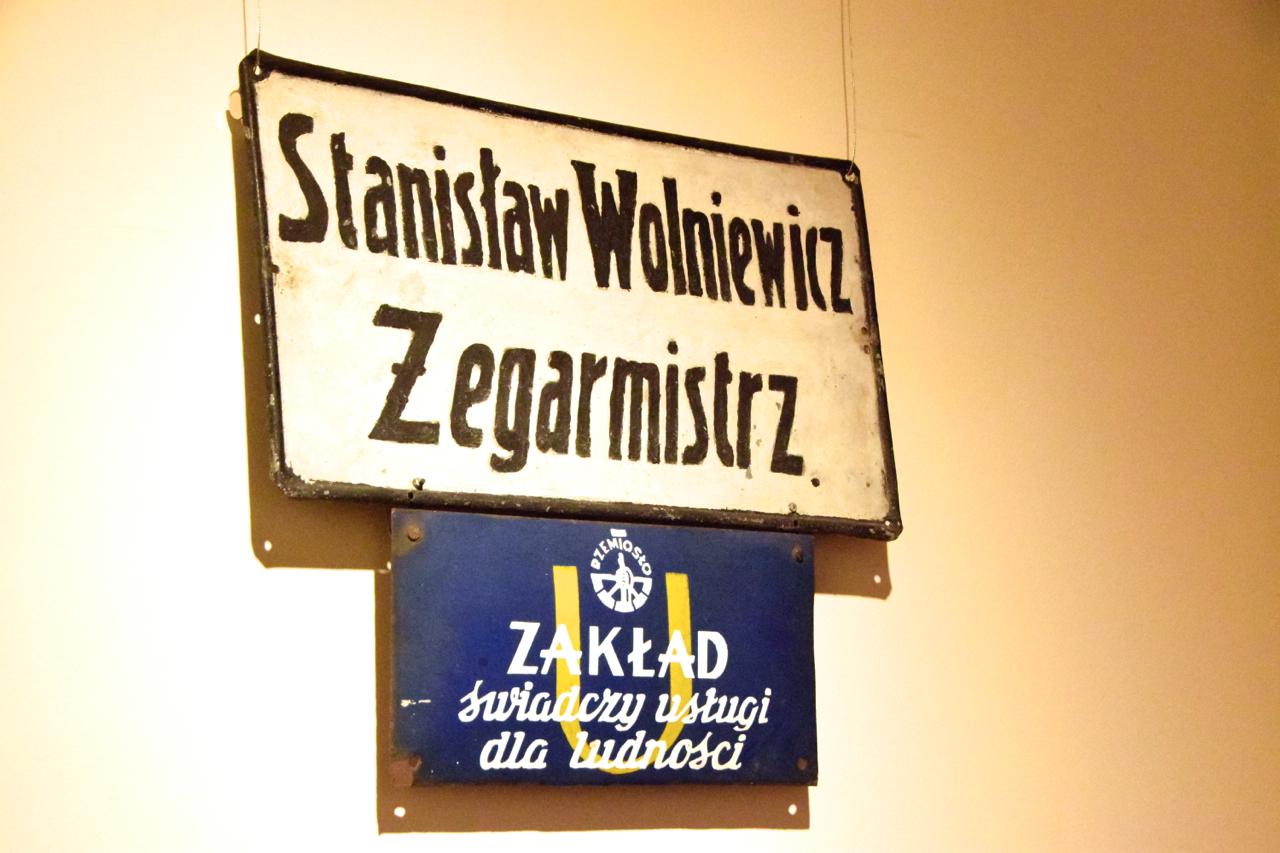 Stanisław Wolniewicz
Zegarmistrz.
RZEMIOSŁO
U
ZAKŁAD
świadczy usługi
dla ludności